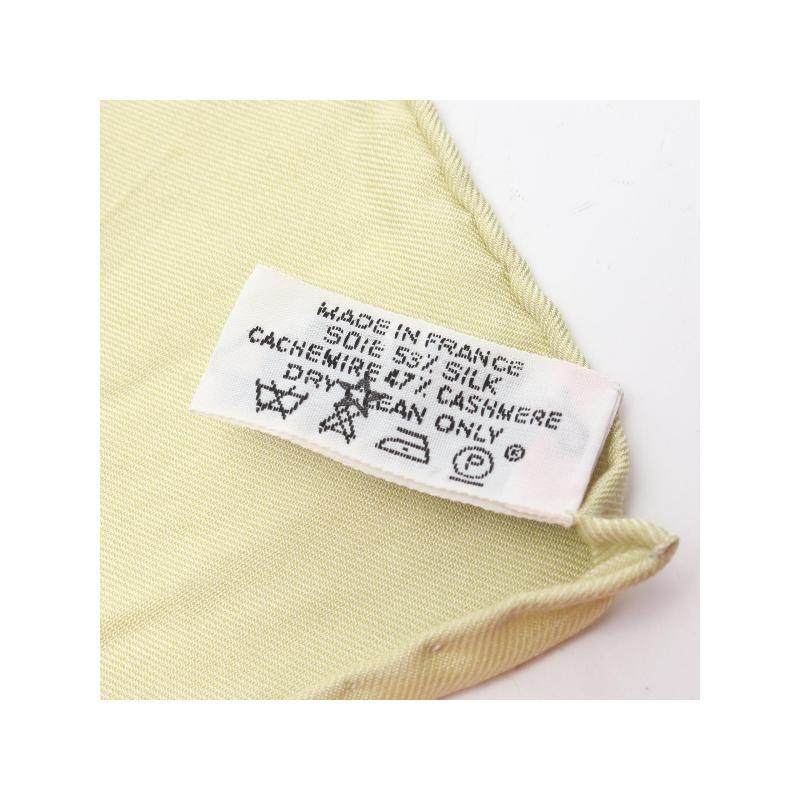 MADE IN FRANCE
SOIE 53% SILK
CACHEMIRE 47% CASHMERE
DRY CLEAN ONLY
P ®